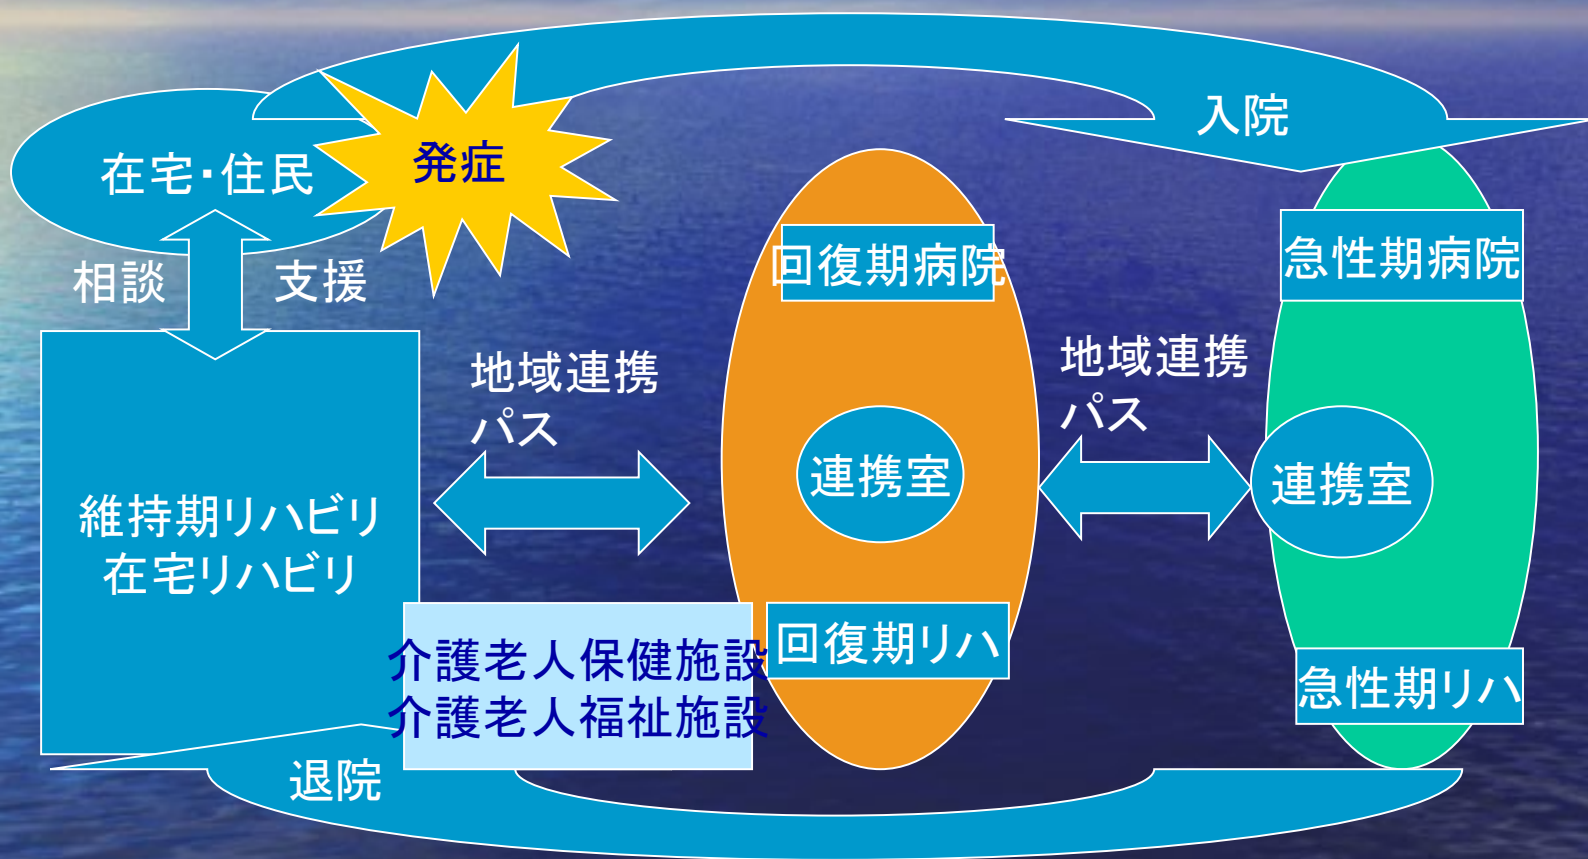 入院
発症
在宅・住民
相談
支援
回復期病院
急性期病院
地域連携
パス
地域連携
パス
連携室
連携室
維持期リハビリ
在宅リハビリ
介護老人保健施設
介護老人福祉施設
回復期リハ
急性期リハ
退院